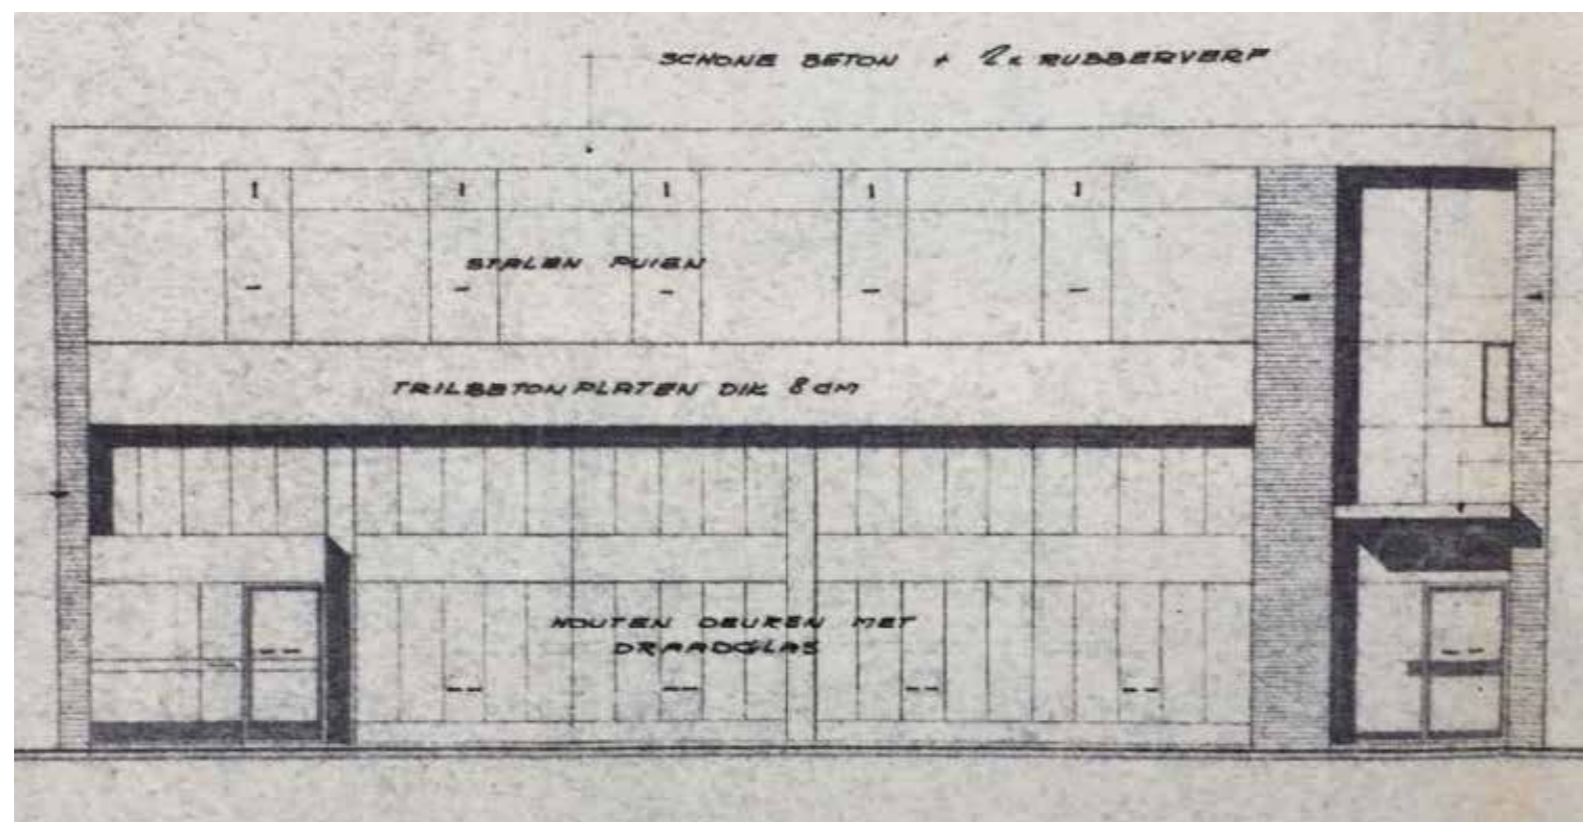 SCHONE BETON + 2x RUBBERVERF
STALEN PUIEN
TRILBETONPLATEN DIK 8 cm
HOUTEN DEUREN MET
DRAADGLAS